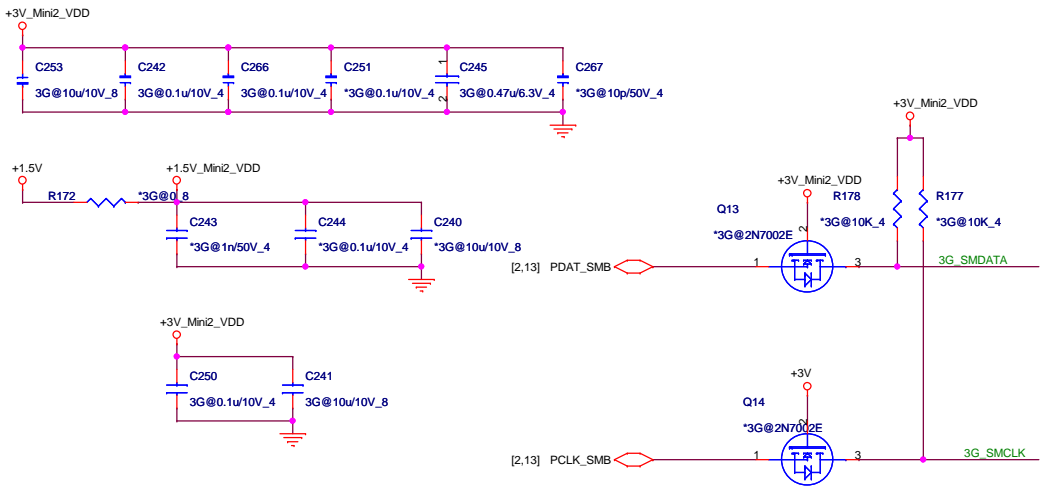 +3V_Mini2_VDD
C253
3G@10u/10V_8
C242
3G@0.1u/10V_4
C266
3G@0.1u/10V_4
C251
*3G@0.1u/10V_4
1
C245
3G@0.47u/6.3V_4
2
C267
*3G@10p/50V_4
+1.5V
R172
*3G@0_8
+1.5V_Mini2_VDD
C243
*3G@1n/50V_4
C244
*3G@0.1u/10V_4
C240
*3G@10u/10V_8
+3V_Mini2_VDD
C250
3G@0.1u/10V_4
C241
3G@10u/10V_8
+3V_Mini2_VDD
R178
*3G@10K_4
R177
*3G@10K_4
+3V_Mini2_VDD
Q13
*3G@2N7002E
2
[2,13] PDAT_SMB
1
3
3G_SMDATA
+3V
Q14
*3G@2N7002E
2
[2,13] PCLK_SMB
1
3
3G_SMCLK